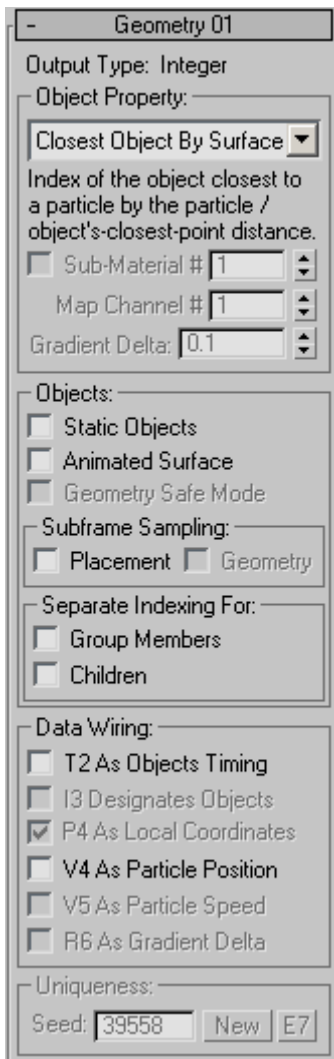 - Geometry 01
Output Type: Integer
Object Property:
Closest Object By Surface
Index of the object closest to
a particle by the particle /
object's-closest-point distance.
Sub-Material # 1
Map Channel # 1
Gradient Delta: 0.1
Objects:
Static Objects
Animated Surface
Geometry Safe Mode
Subframe Sampling:
Placement Geometry
Separate Indexing For:
Group Members
Children
Data Wiring:
T2 As Objects Timing
I3 Designates Objects
P4 As Local Coordinates
V4 As Particle Position
V5 As Particle Speed
R6 As Gradient Delta
Uniqueness:
Seed: 39558 New E7